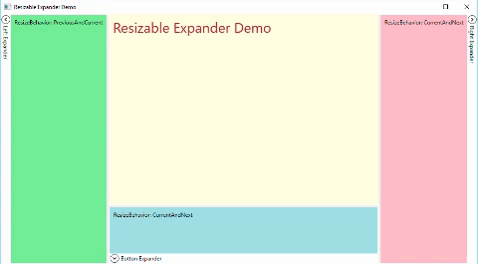 Resizable Expander Demo
Left Expander
ResizeBehavior: PreviousAndCurrent
Resizable Expander Demo
ResizeBehavior: CurrentAndNext
Right Expander
ResizeBehavior: CurrentAndNext
Bottom Expander